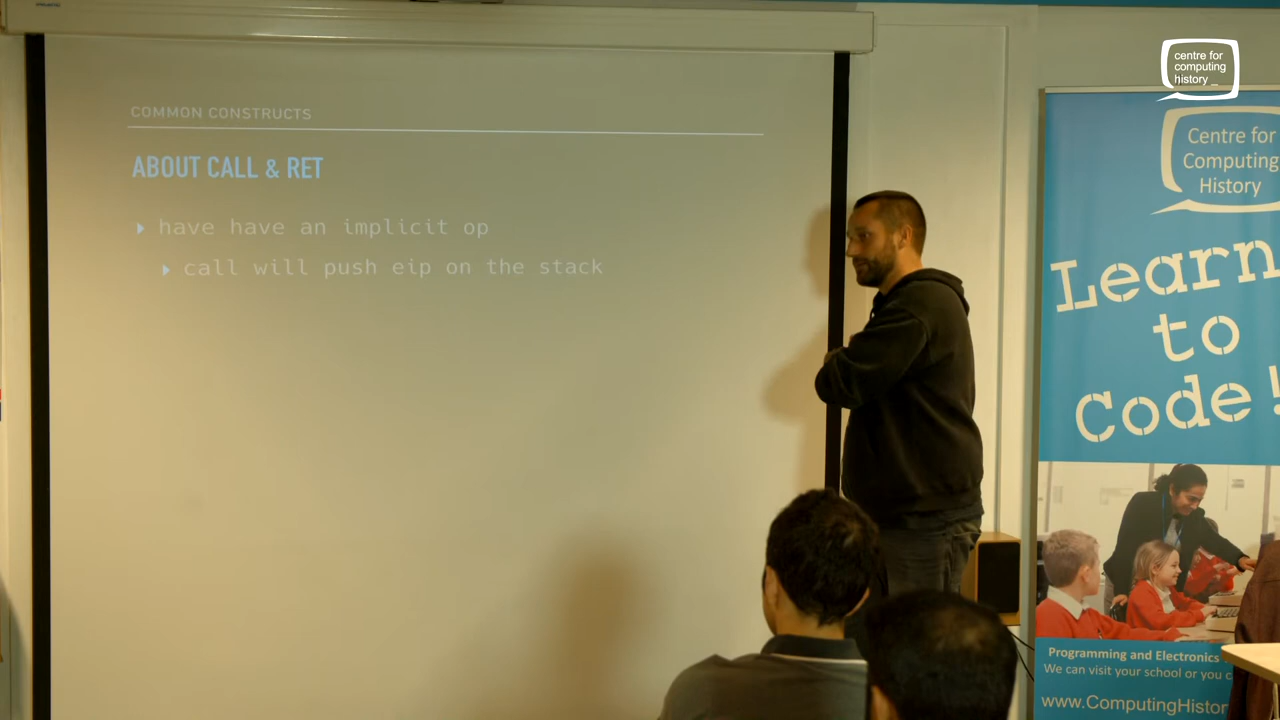 COMMON CONSTRUCTS
ABOUT CALL & RET
have have an implicit op
call will push eip on the stack
centre for
computing
history _
Centre for
Computing
History
Learn
to
Code!
Programming and Electronics
We can visit your school or you c
www.ComputingHistor